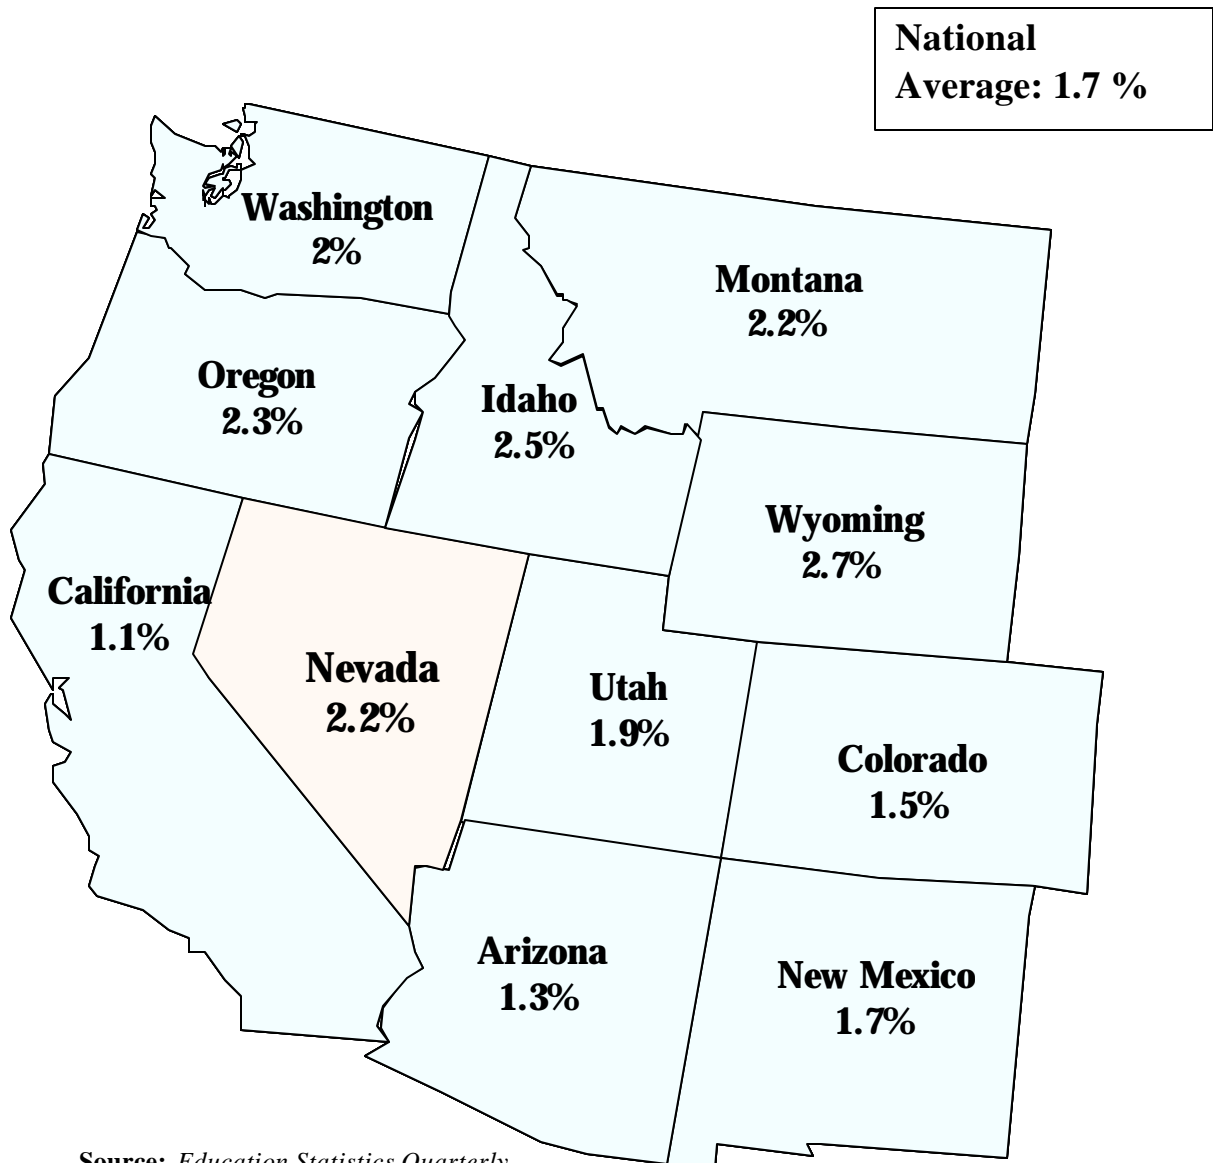 National
Average: 1.7 %
Washington
2%
Montana
2.2%
Oregon
2.3%
Idaho
2.5%
Wyoming
2.7%
California
1.1%
Nevada
2.2%
Utah
1.9%
Colorado
1.5%
Arizona
1.3%
New Mexico
1.7%
Source: Education Statistics Quarterly